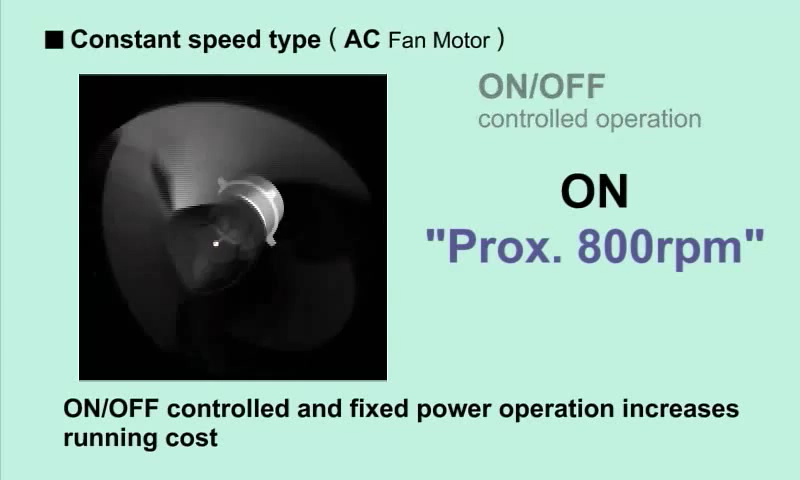 ■ Constant speed type ( AC Fan Motor )
ON/OFF
controlled operation
ON
"Prox. 800rpm"
ON/OFF controlled and fixed power operation increases
running cost